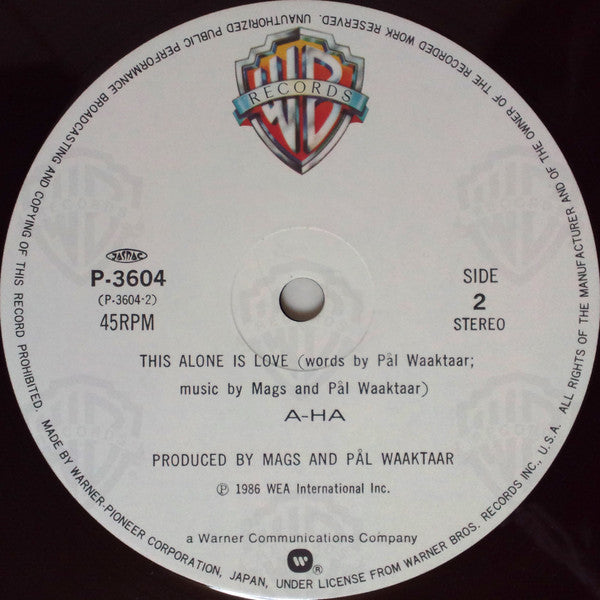 ALL RIGHTS OF THE MANUFACTURER AND OF THE OWNER OF THE RECORDED WORK RESERVED. UNAUTHORIZED PUBLIC PERFORMANCE BROADCASTING AND COPYING OF THIS RECORD PROHIBITED. MADE BY WARNER-PIONEER CORPORATION, JAPAN, UNDER LICENSE FROM WARNER BROS. RECORDS INC., U.S.A.
WB
RECORDS
JASRAC
P-3604
(P-3604-2)
45RPM
SIDE
2
STEREO
THIS ALONE IS LOVE (words by Pål Waaktaar;
music by Mags and Pål Waaktaar)
A-HA
PRODUCED BY MAGS AND PÅL WAAKTAAR
℗ 1986 WEA International Inc.
a Warner Communications Company
W ®